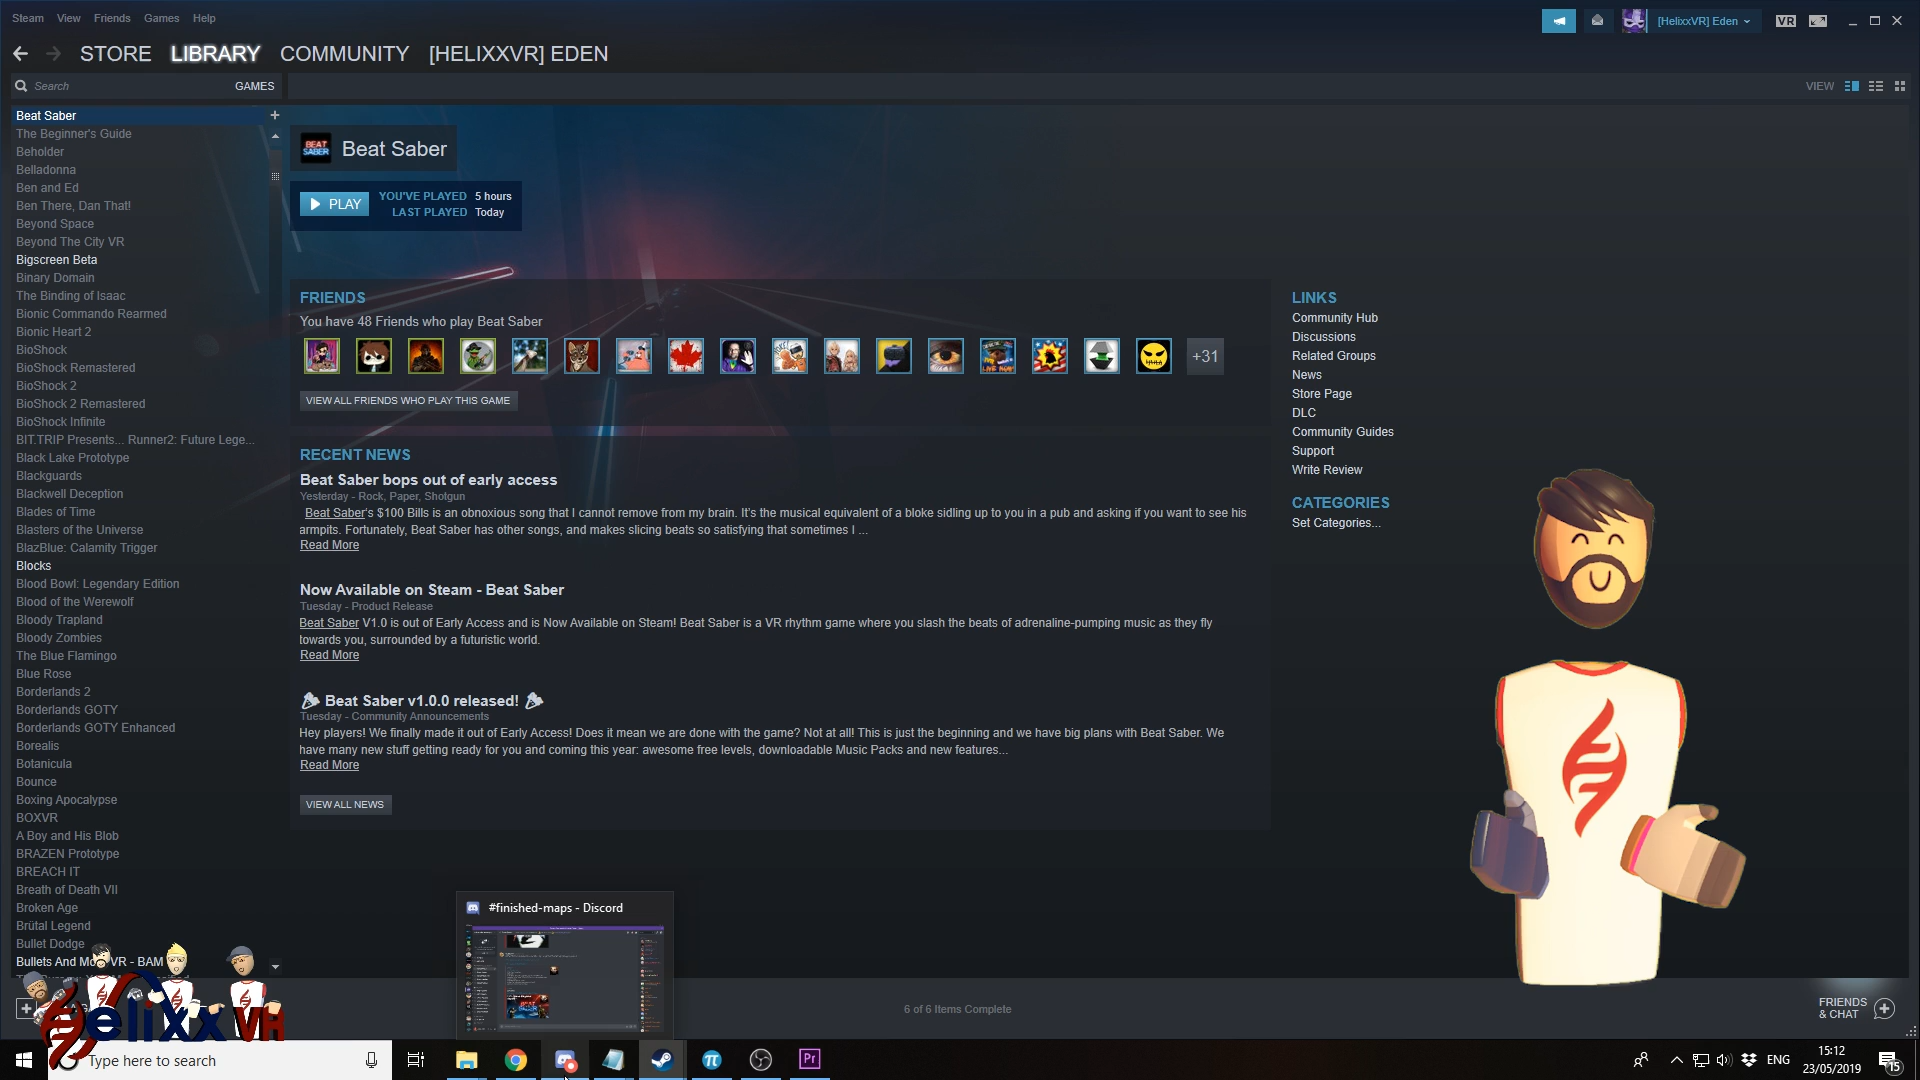 Steam View Friends Games Help
[HelixxVR] Eden VR
STORE LIBRARY COMMUNITY [HELIXXVR] EDEN
Search GAMES VIEW
Beat Saber
The Beginner's Guide
Beholder
Belladonna
Ben and Ed
Ben There, Dan That!
Beyond Space
Beyond The City VR
Bigscreen Beta
Binary Domain
The Binding of Isaac
Bionic Commando Rearmed
Bionic Heart 2
BioShock
BioShock Remastered
BioShock 2
BioShock 2 Remastered
BioShock Infinite
BIT.TRIP Presents... Runner2: Future Lege...
Black Lake Prototype
Blackguards
Blackwell Deception
Blades of Time
Blasters of the Universe
BlazBlue: Calamity Trigger
Blocks
Blood Bowl: Legendary Edition
Blood of the Werewolf
Bloody Trapland
Bloody Zombies
The Blue Flamingo
Blue Rose
Borderlands 2
Borderlands GOTY
Borderlands GOTY Enhanced
Borealis
Botanicula
Bounce
Boxing Apocalypse
BOXVR
A Boy and His Blob
BRAZEN Prototype
BREACH IT
Breath of Death VII
Broken Age
Brütal Legend
Bullet Dodge
Bullets And Mo VR - BAM
BEAT SABER
Beat Saber
PLAY
YOU'VE PLAYED 5 hours
LAST PLAYED Today
FRIENDS
You have 48 Friends who play Beat Saber
+31
VIEW ALL FRIENDS WHO PLAY THIS GAME
RECENT NEWS
Beat Saber bops out of early access
Yesterday - Rock, Paper, Shotgun
Beat Saber's $100 Bills is an obnoxious song that I cannot remove from my brain. It's the musical equivalent of a bloke sidling up to you in a pub and asking if you want to see his
armpits. Fortunately, Beat Saber has other songs, and makes slicing beats so satisfying that sometimes I ...
Read More
Now Available on Steam - Beat Saber
Tuesday - Product Release
Beat Saber V1.0 is out of Early Access and is Now Available on Steam! Beat Saber is a VR rhythm game where you slash the beats of adrenaline-pumping music as they fly
towards you, surrounded by a futuristic world.
Read More
Beat Saber v1.0.0 released!
Tuesday - Community Announcements
Hey players! We finally made it out of Early Access! Does it mean we are done with the game? Not at all! This is just the beginning and we have big plans with Beat Saber. We
have many new stuff getting ready for you and coming this year: awesome free levels, downloadable Music Packs and new features...
Read More
VIEW ALL NEWS
LINKS
Community Hub
Discussions
Related Groups
News
Store Page
DLC
Community Guides
Support
Write Review
CATEGORIES
Set Categories...
#finished-maps - Discord
6 of 6 Items Complete
FRIENDS
& CHAT
HelixxVR
Type here to search
Pr
ENG
15:12
23/05/2019
15